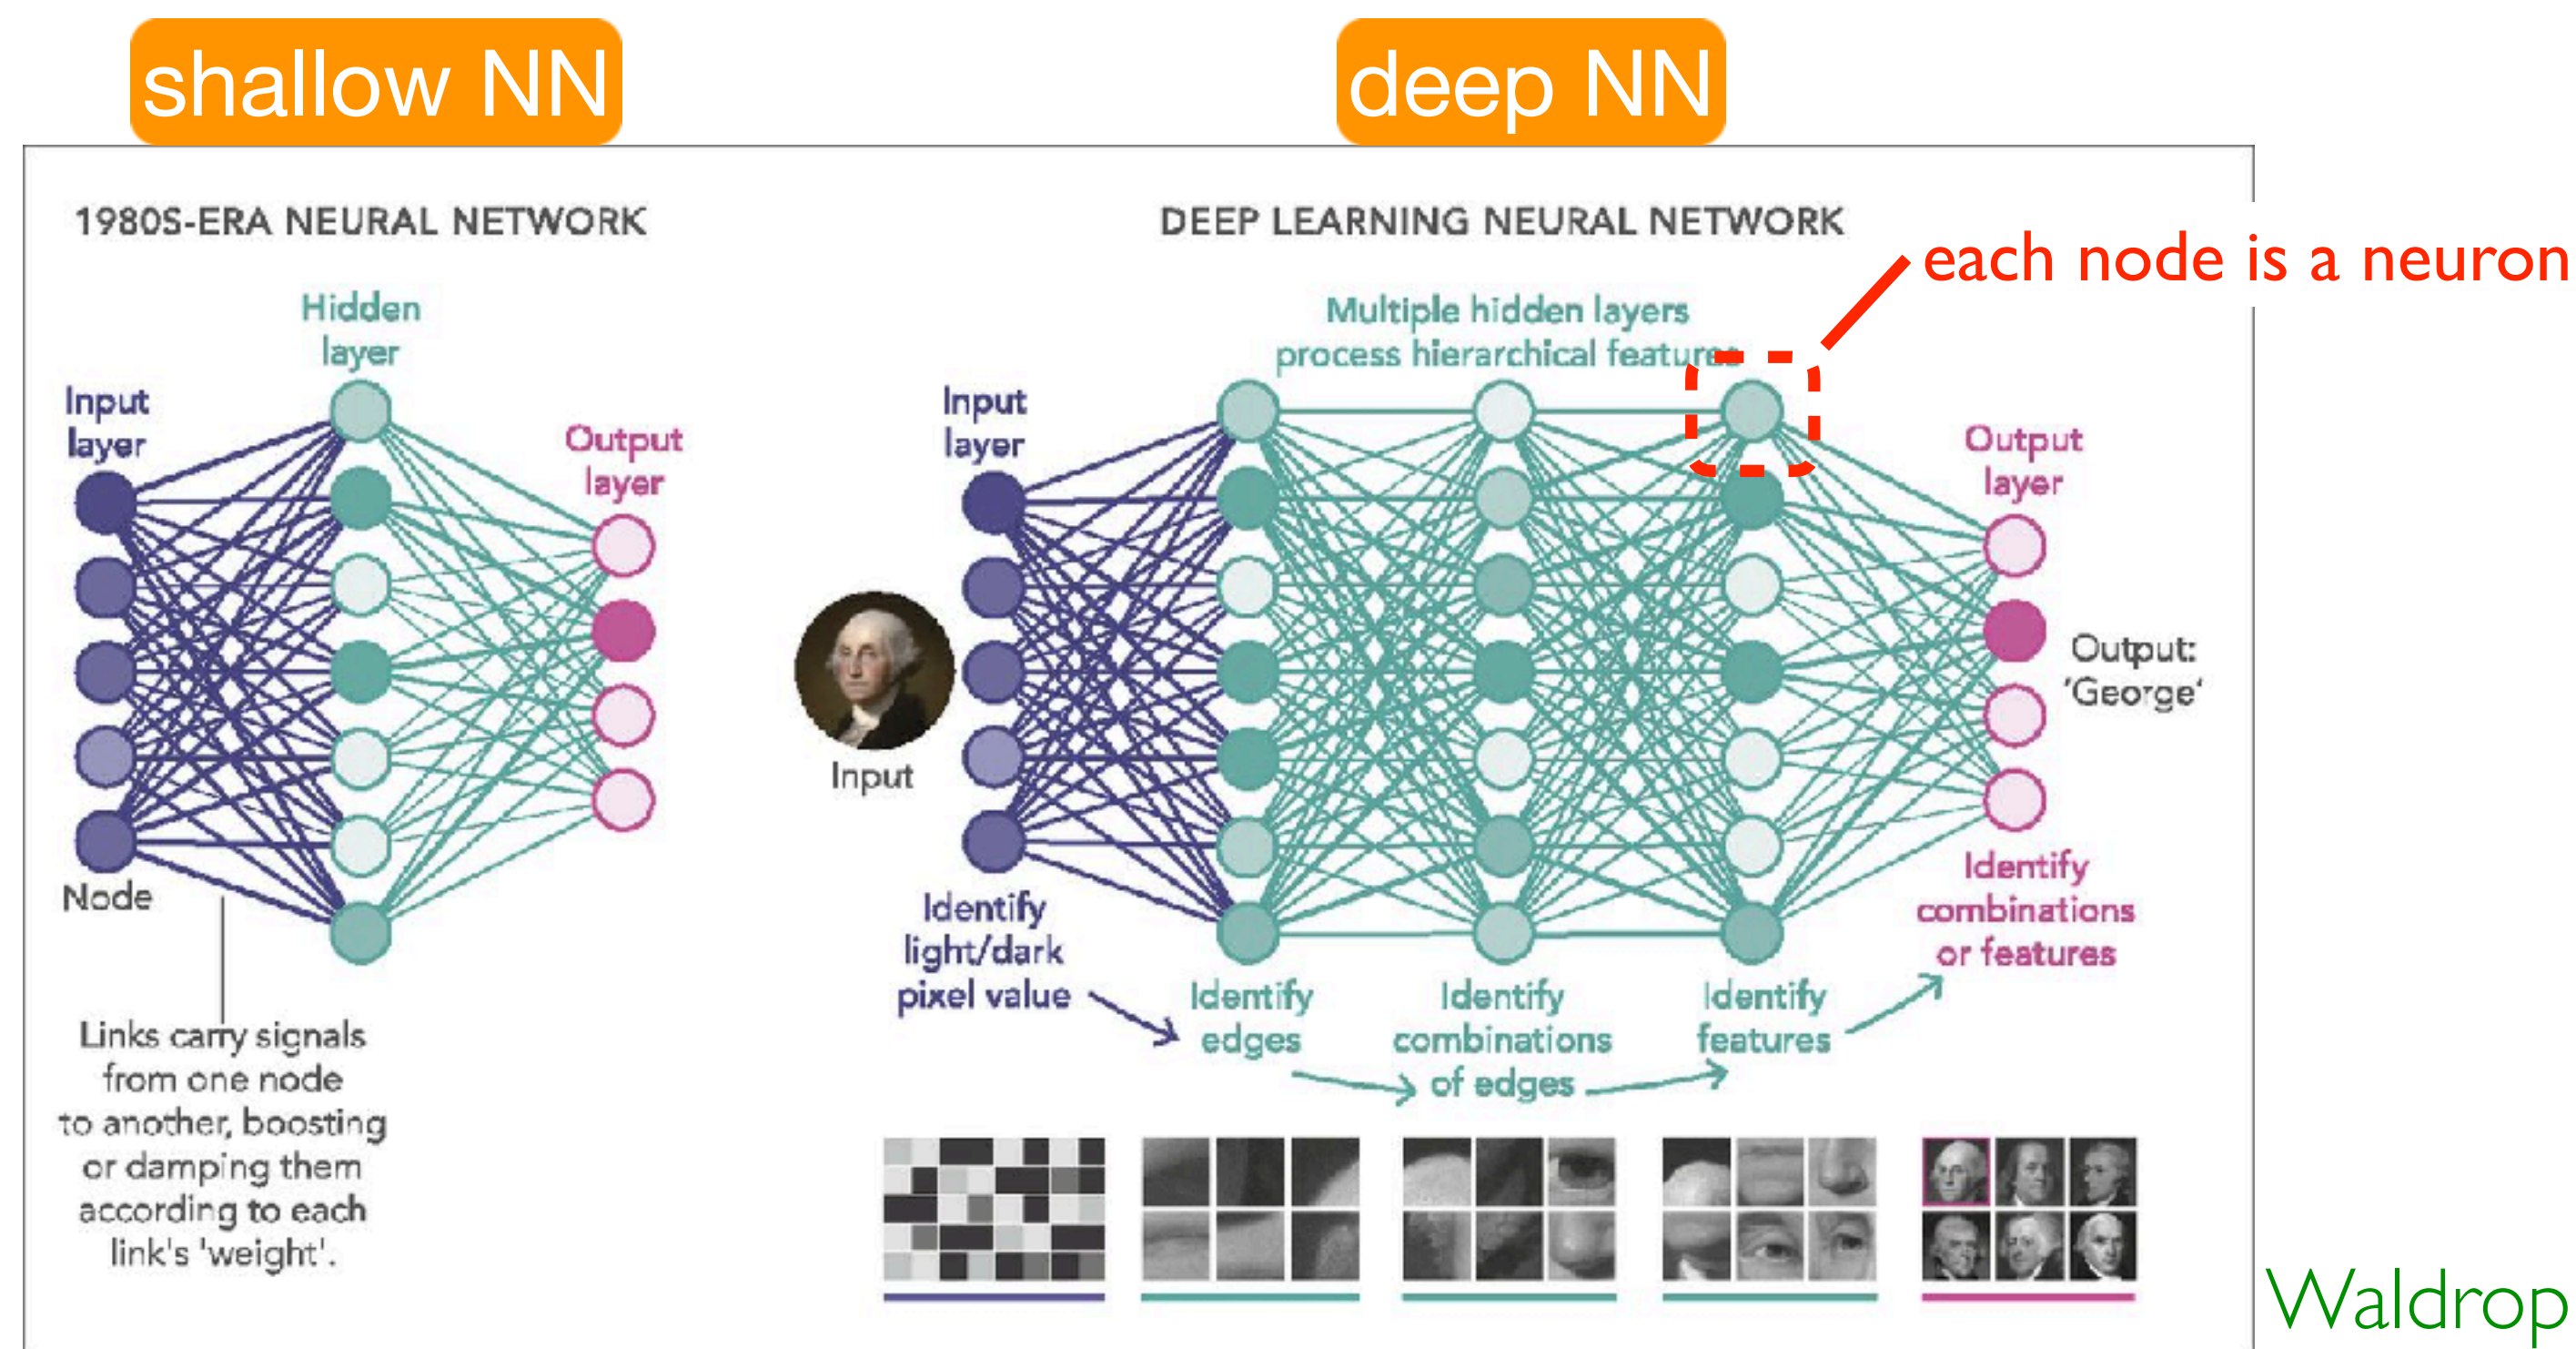 shallow NN
deep NN
1980S-ERA NEURAL NETWORK
Hidden
layer
Input
layer
Output
layer
Node
Links carry signals
from one node
to another, boosting
or damping them
according to each
link's 'weight'.
DEEP LEARNING NEURAL NETWORK
each node is a neuron
Multiple hidden layers
process hierarchical features
Input
layer
Output
layer
Input
Output:
'George'
Identify
light/dark
pixel value
Identify
edges
Identify
combinations
of edges
Identify
features
Identify
combinations
or features
Waldrop